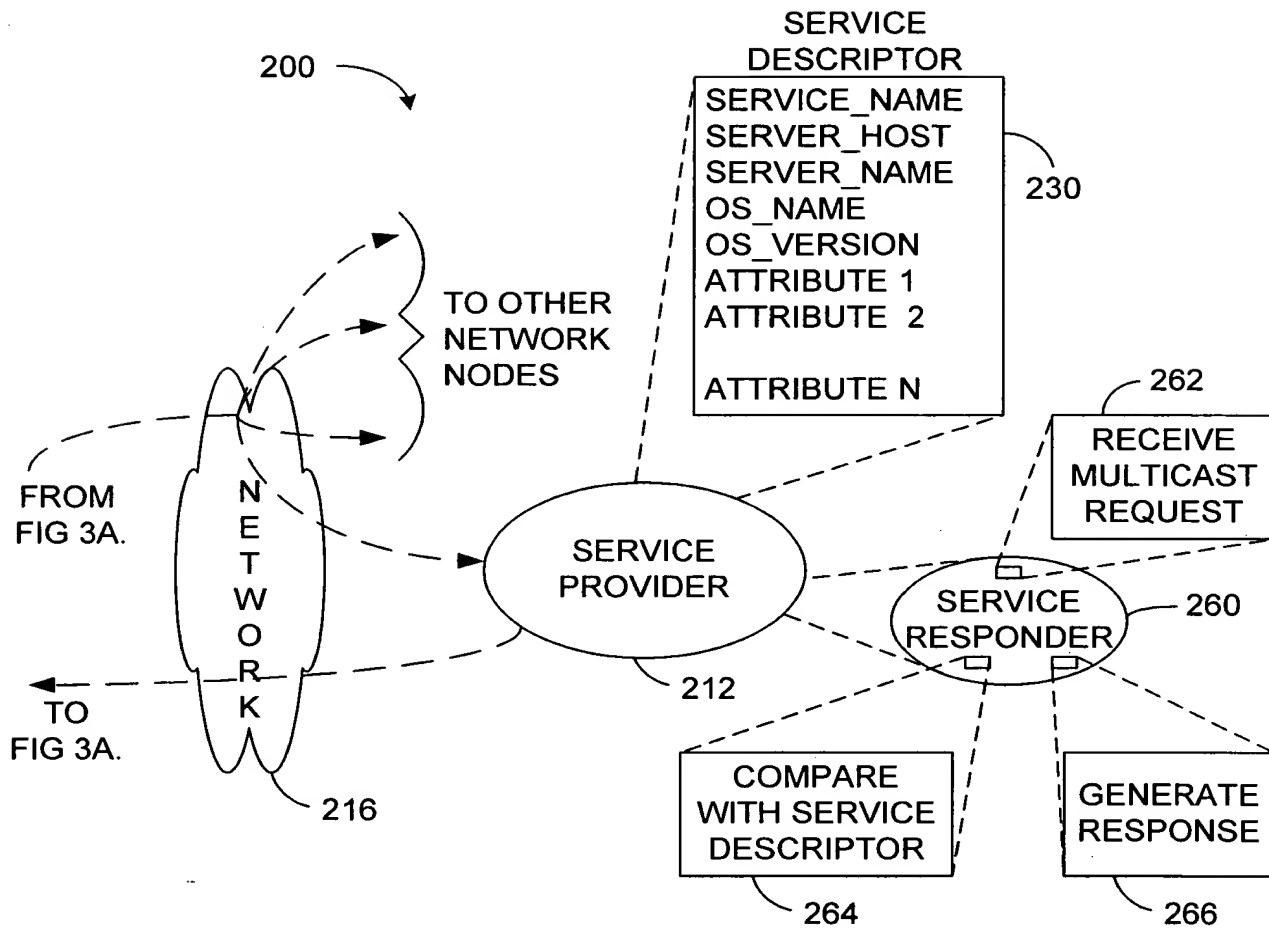 SERVICE
DESCRIPTOR
200
SERVICE_NAME
SERVER_HOST
SERVER_NAME
OS_NAME
OS_VERSION
ATTRIBUTE 1
ATTRIBUTE 2
ATTRIBUTE N
230
TO OTHER
NETWORK
NODES
262
RECEIVE
MULTICAST
REQUEST
FROM
FIG 3A.
NETWORK
SERVICE
PROVIDER
SERVICE
RESPONDER
260
212
TO
FIG 3A.
216
COMPARE
WITH SERVICE
DESCRIPTOR
GENERATE
RESPONSE
264
266